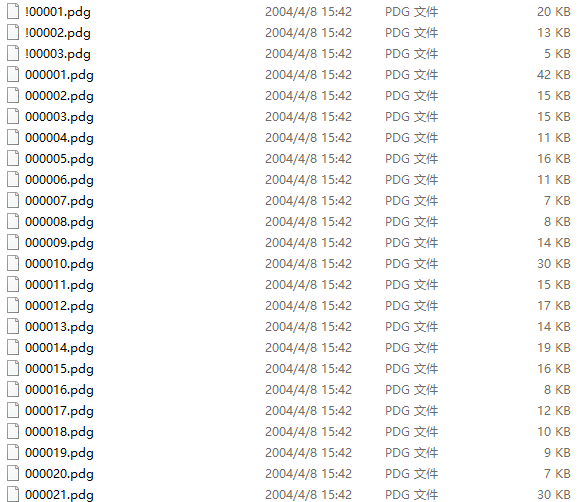 !00001.pdg 2004/4/8 15:42 PDG 文件 20 KB
!00002.pdg 2004/4/8 15:42 PDG 文件 13 KB
!00003.pdg 2004/4/8 15:42 PDG 文件 5 KB
000001.pdg 2004/4/8 15:42 PDG 文件 42 KB
000002.pdg 2004/4/8 15:42 PDG 文件 15 KB
000003.pdg 2004/4/8 15:42 PDG 文件 15 KB
000004.pdg 2004/4/8 15:42 PDG 文件 11 KB
000005.pdg 2004/4/8 15:42 PDG 文件 16 KB
000006.pdg 2004/4/8 15:42 PDG 文件 11 KB
000007.pdg 2004/4/8 15:42 PDG 文件 7 KB
000008.pdg 2004/4/8 15:42 PDG 文件 8 KB
000009.pdg 2004/4/8 15:42 PDG 文件 14 KB
000010.pdg 2004/4/8 15:42 PDG 文件 30 KB
000011.pdg 2004/4/8 15:42 PDG 文件 15 KB
000012.pdg 2004/4/8 15:42 PDG 文件 17 KB
000013.pdg 2004/4/8 15:42 PDG 文件 14 KB
000014.pdg 2004/4/8 15:42 PDG 文件 19 KB
000015.pdg 2004/4/8 15:42 PDG 文件 16 KB
000016.pdg 2004/4/8 15:42 PDG 文件 8 KB
000017.pdg 2004/4/8 15:42 PDG 文件 12 KB
000018.pdg 2004/4/8 15:42 PDG 文件 10 KB
000019.pdg 2004/4/8 15:42 PDG 文件 9 KB
000020.pdg 2004/4/8 15:42 PDG 文件 7 KB
000021.pdg 2004/4/8 15:42 PDG 文件 30 KB